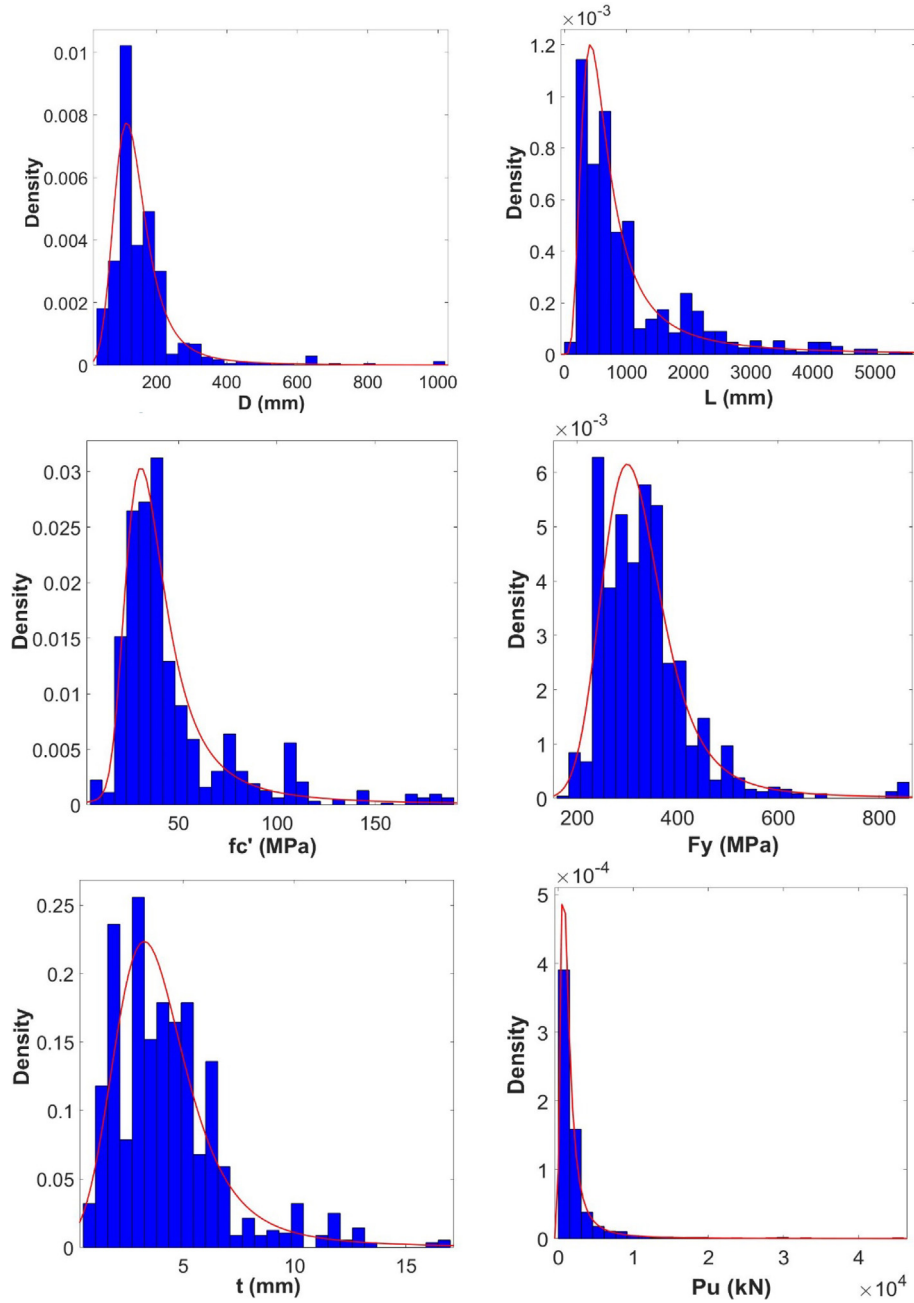 0.01
0.008
0.006
0.004
0.002
0
Density
200 400 600 800 1000
D (mm)
×10-3
1.2
1
0.8
0.6
0.4
0.2
0
Density
0 1000 2000 3000 4000 5000
L (mm)
0.03
0.025
0.02
0.015
0.01
0.005
0
Density
50 100 150
fc' (MPa)
×10-3
6
5
4
3
2
1
0
Density
200 400 600 800
Fy (MPa)
0.25
0.2
0.15
0.1
0.05
0
Density
5 10 15
t (mm)
×10-4
5
4
3
2
1
0
Density
0 1 2 3 4
Pu (kN) ×104